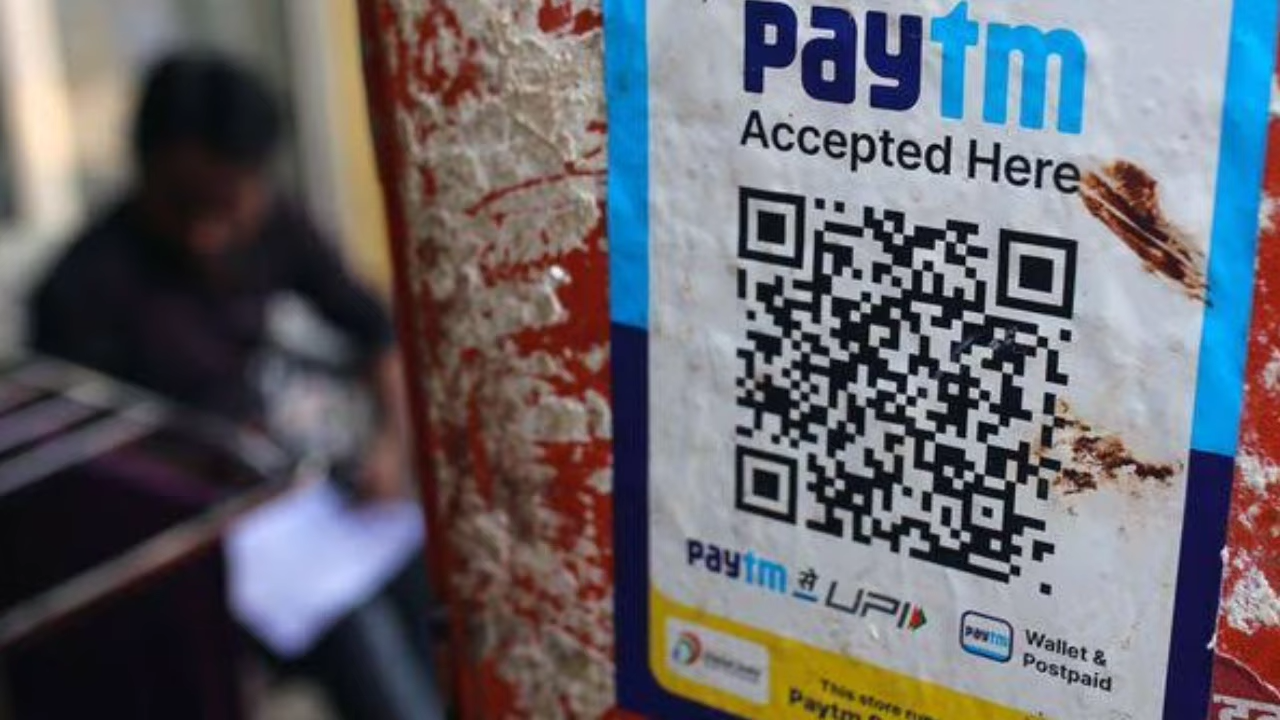 paytm
Accepted Here
paytm से UPI
paytm
Wallet &
Postpaid
This store
Paytm